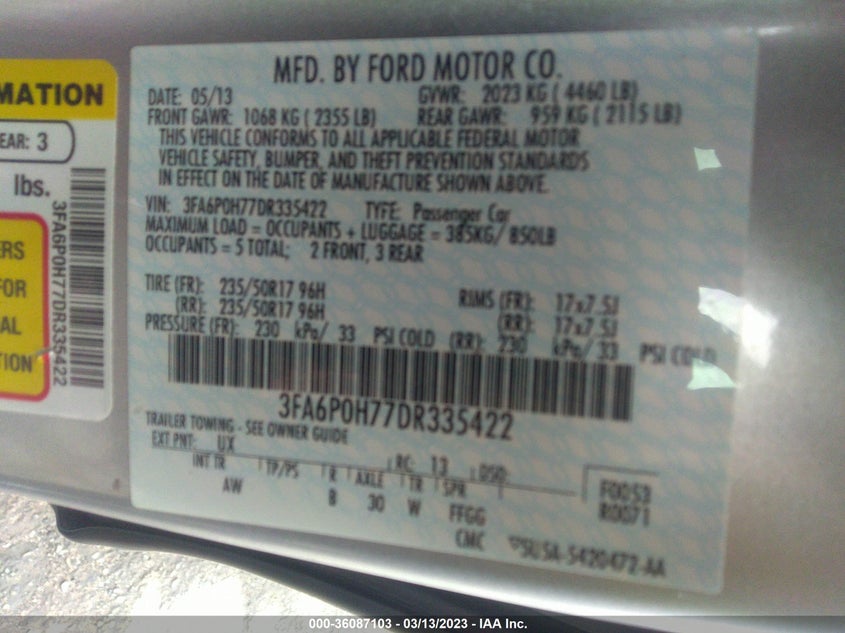 MATION
EAR: 3
lbs.
3FA6P0H77DR335422
ERS
FOR
AL
TION
MFD. BY FORD MOTOR CO.
DATE: 05/13 GVWR: 2023 KG ( 4460 LB)
FRONT GAWR: 1068 KG ( 2355 LB) REAR GAWR: 959 KG ( 2115 LB)
THIS VEHICLE CONFORMS TO ALL APPLICABLE FEDERAL MOTOR
VEHICLE SAFETY, BUMPER, AND THEFT PREVENTION STANDARDS
IN EFFECT ON THE DATE OF MANUFACTURE SHOWN ABOVE.
VIN: 3FA6P0H77DR335422 TYPE: Passenger Car
MAXIMUM LOAD = OCCUPANTS + LUGGAGE = 385KG/ 850LB
OCCUPANTS = 5 TOTAL; 2 FRONT, 3 REAR
TIRE (FR): 235/50R17 96H RIMS (FR): 17x7.5J
(RR): 235/50R17 96H (RR): 17x7.5J
PRESSURE (FR): 230 kPa/ 33 PSI COLD (RR): 230 kPa/ 33 PSI COLD
3FA6P0H77DR335422
TRAILER TOWING - SEE OWNER GUIDE
EXT PNT: UX RC: 13 DSO:
INT TR TP/PS R AXLE TR SPR F0053
AW B 30 W FFGG R0071
CMC 5U5A-5420472-AA
000-36087103 - 03/13/2023 - IAA Inc.